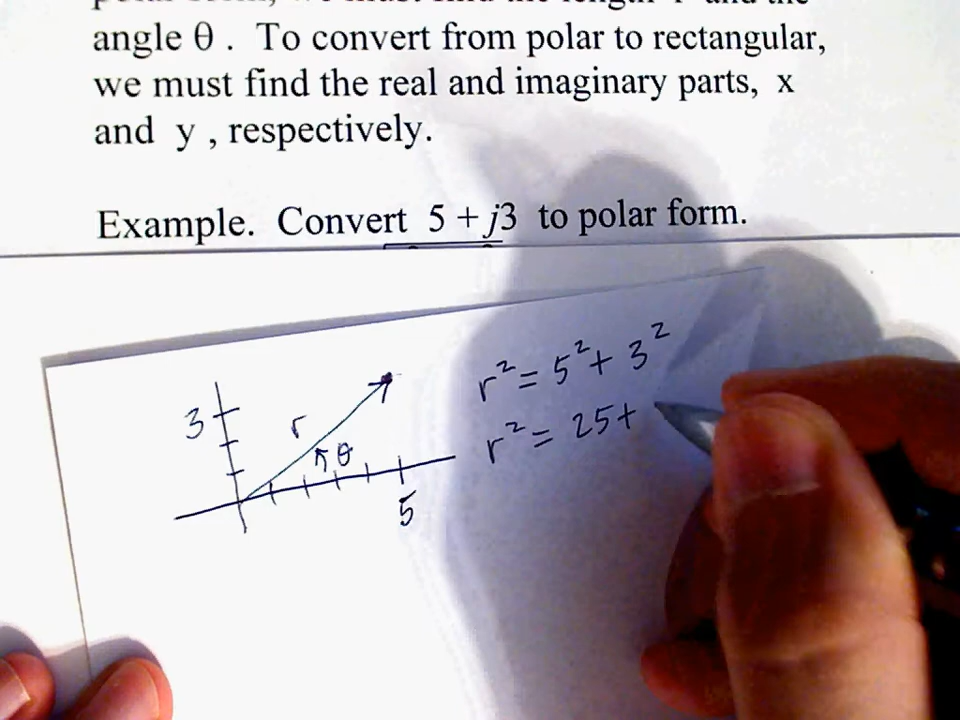 angle θ . To convert from polar to rectangular,
we must find the real and imaginary parts, x
and y , respectively.
Example. Convert 5 + j3 to polar form.
r² = 5² + 3²
r² = 25+
3
r
θ
5